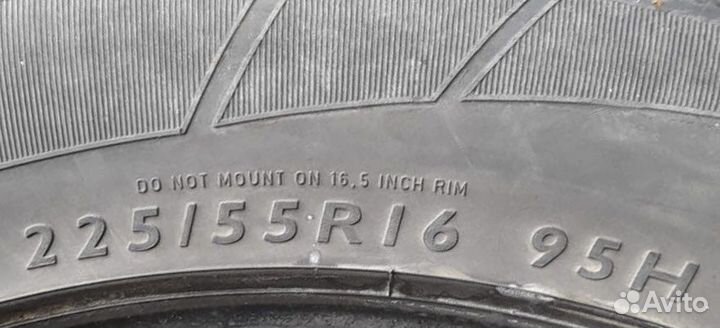 DO NOT MOUNT ON 16.5 INCH RIM
225/55R16 95H
Avito